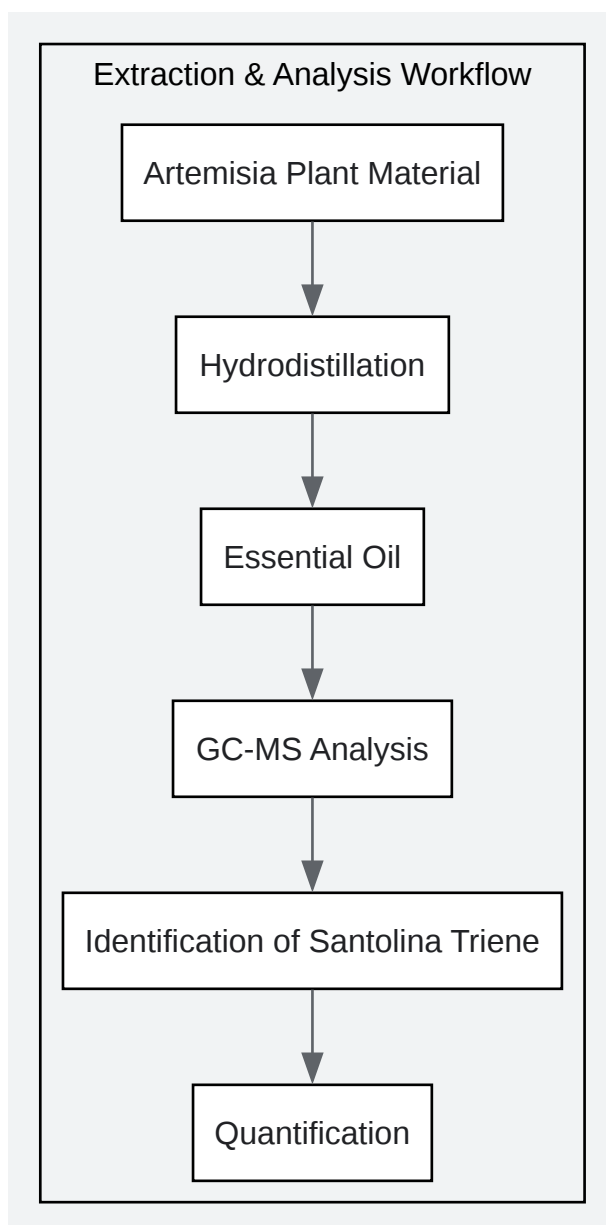 Extraction & Analysis Workflow
Artemisia Plant Material
Hydrodistillation
Essential Oil
GC-MS Analysis
Identification of Santolina Triene
Quantification